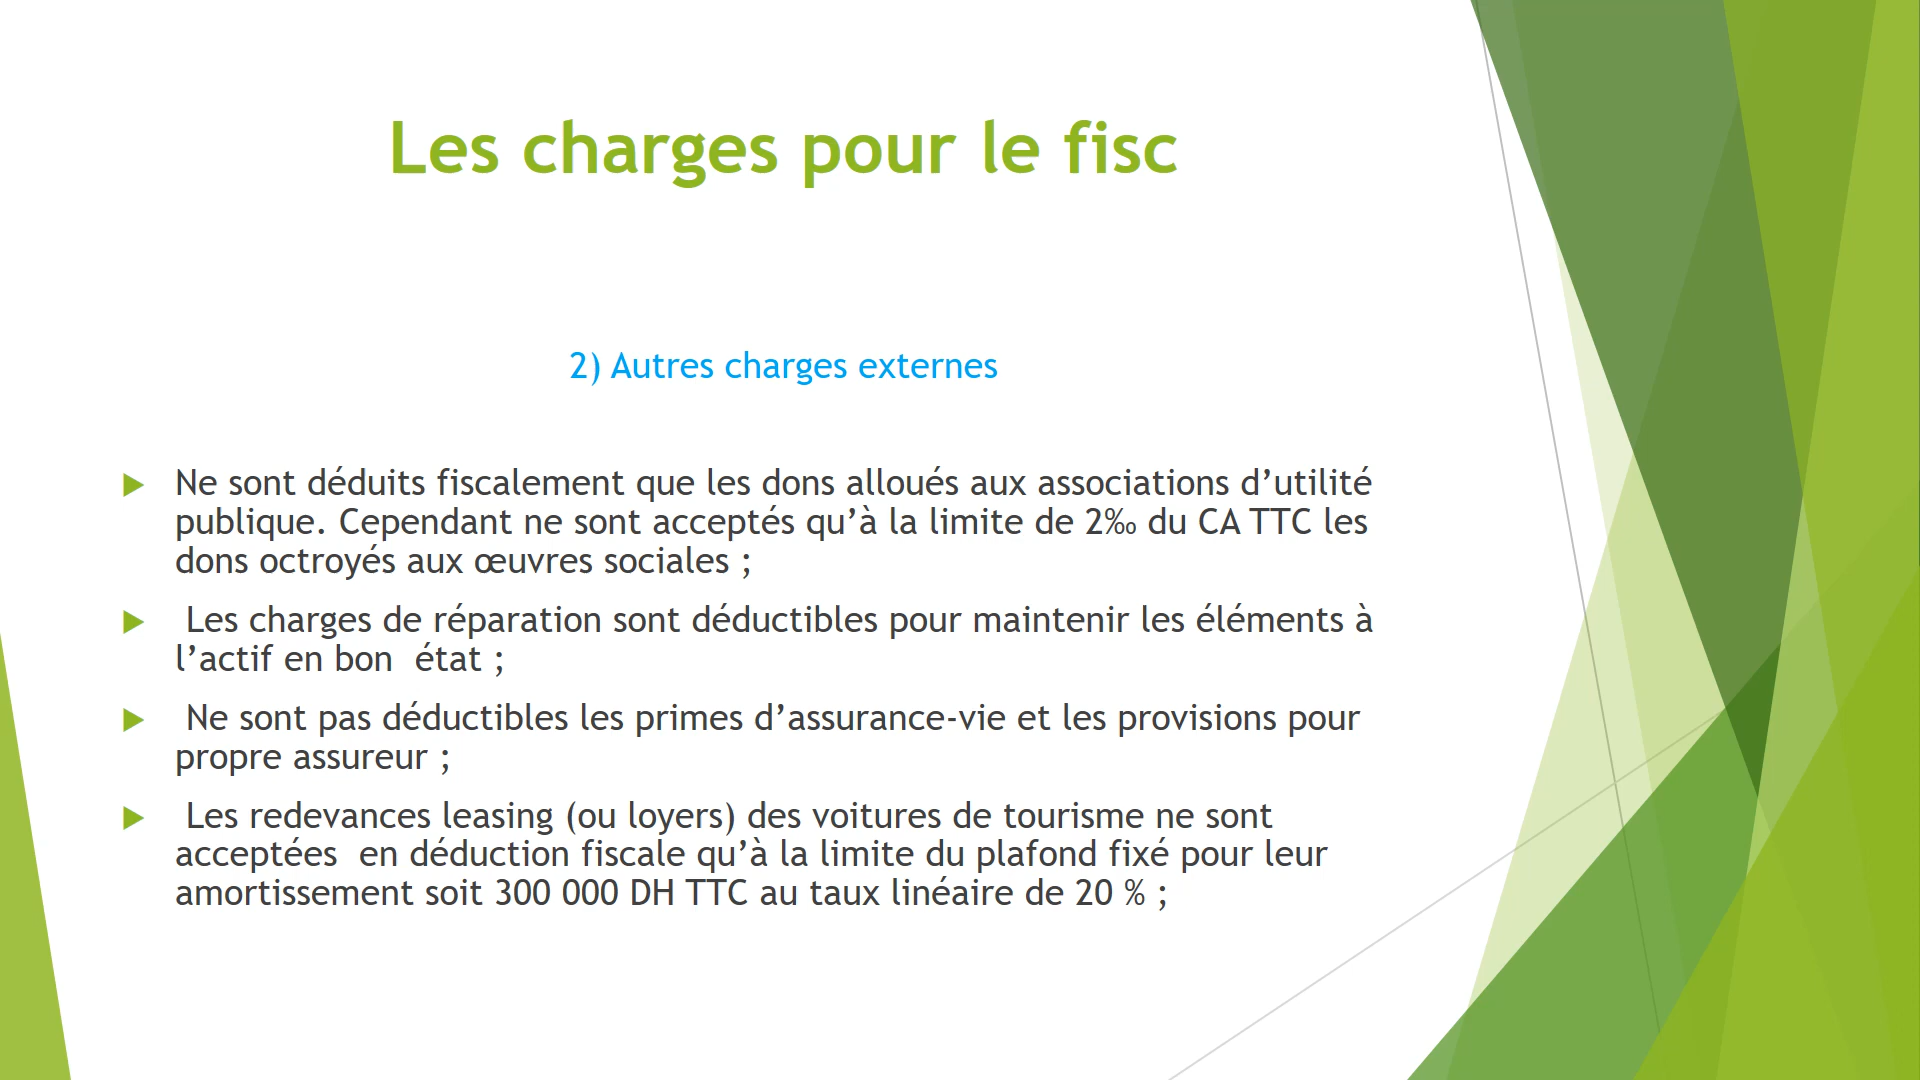 Les charges pour le fisc
2) Autres charges externes
Ne sont déduits fiscalement que les dons alloués aux associations d’utilité
publique. Cependant ne sont acceptés qu’à la limite de 2‰ du CA TTC les
dons octroyés aux œuvres sociales ;
Les charges de réparation sont déductibles pour maintenir les éléments à
l’actif en bon  état ;
Ne sont pas déductibles les primes d’assurance-vie et les provisions pour
propre assureur ;
Les redevances leasing (ou loyers) des voitures de tourisme ne sont
acceptées  en déduction fiscale qu’à la limite du plafond fixé pour leur
amortissement soit 300 000 DH TTC au taux linéaire de 20 % ;